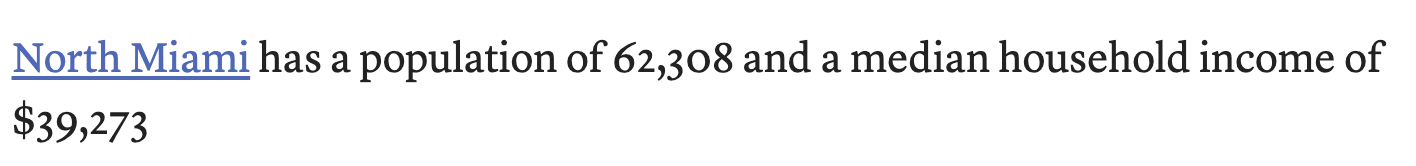 North Miami has a population of 62,308 and a median household income of
$39,273